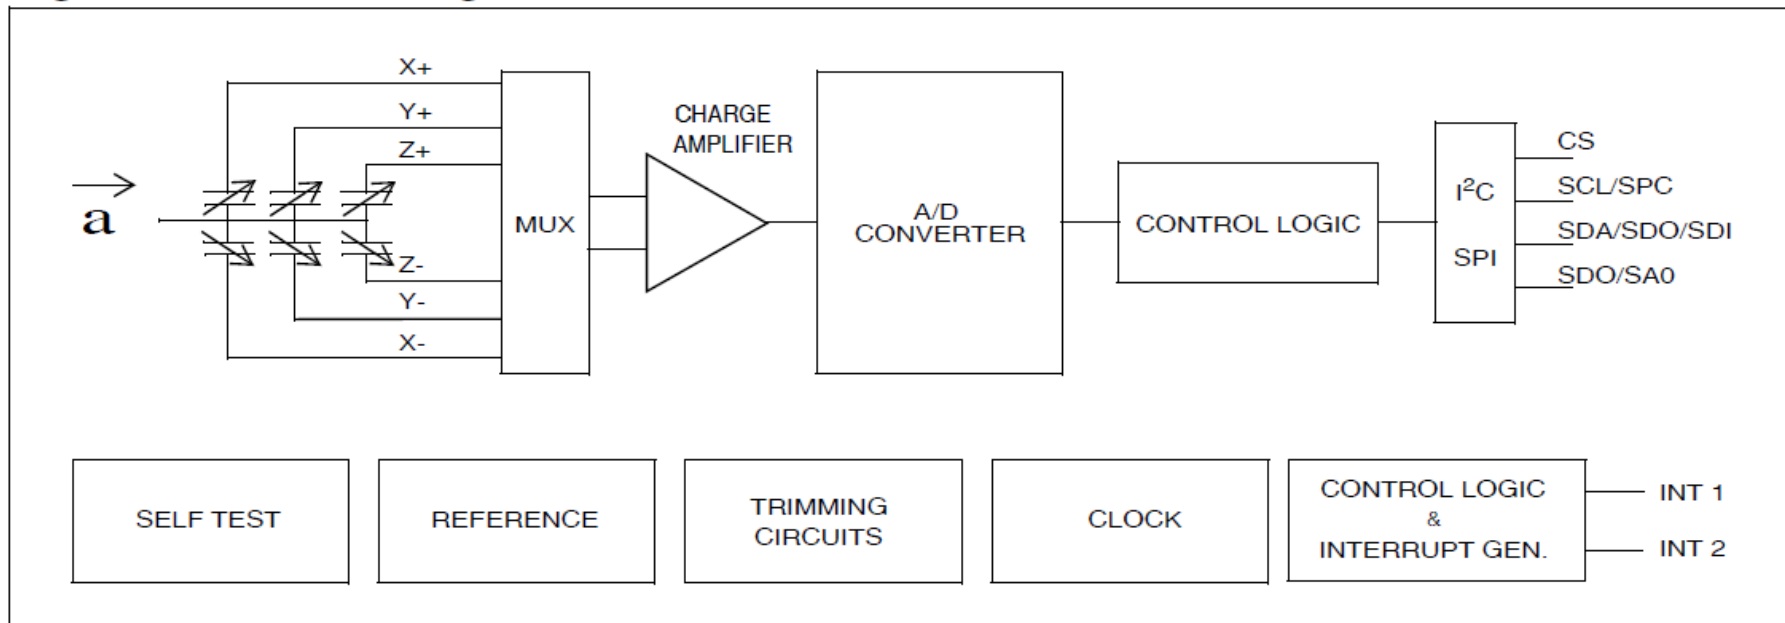 X+
Y+
Z+
a
Z-
Y-
X-
MUX
CHARGE
AMPLIFIER
A/D
CONVERTER
CONTROL LOGIC
I²C
SPI
CS
SCL/SPC
SDA/SDO/SDI
SDO/SA0
SELF TEST
REFERENCE
TRIMMING
CIRCUITS
CLOCK
CONTROL LOGIC
&
INTERRUPT GEN.
INT 1
INT 2